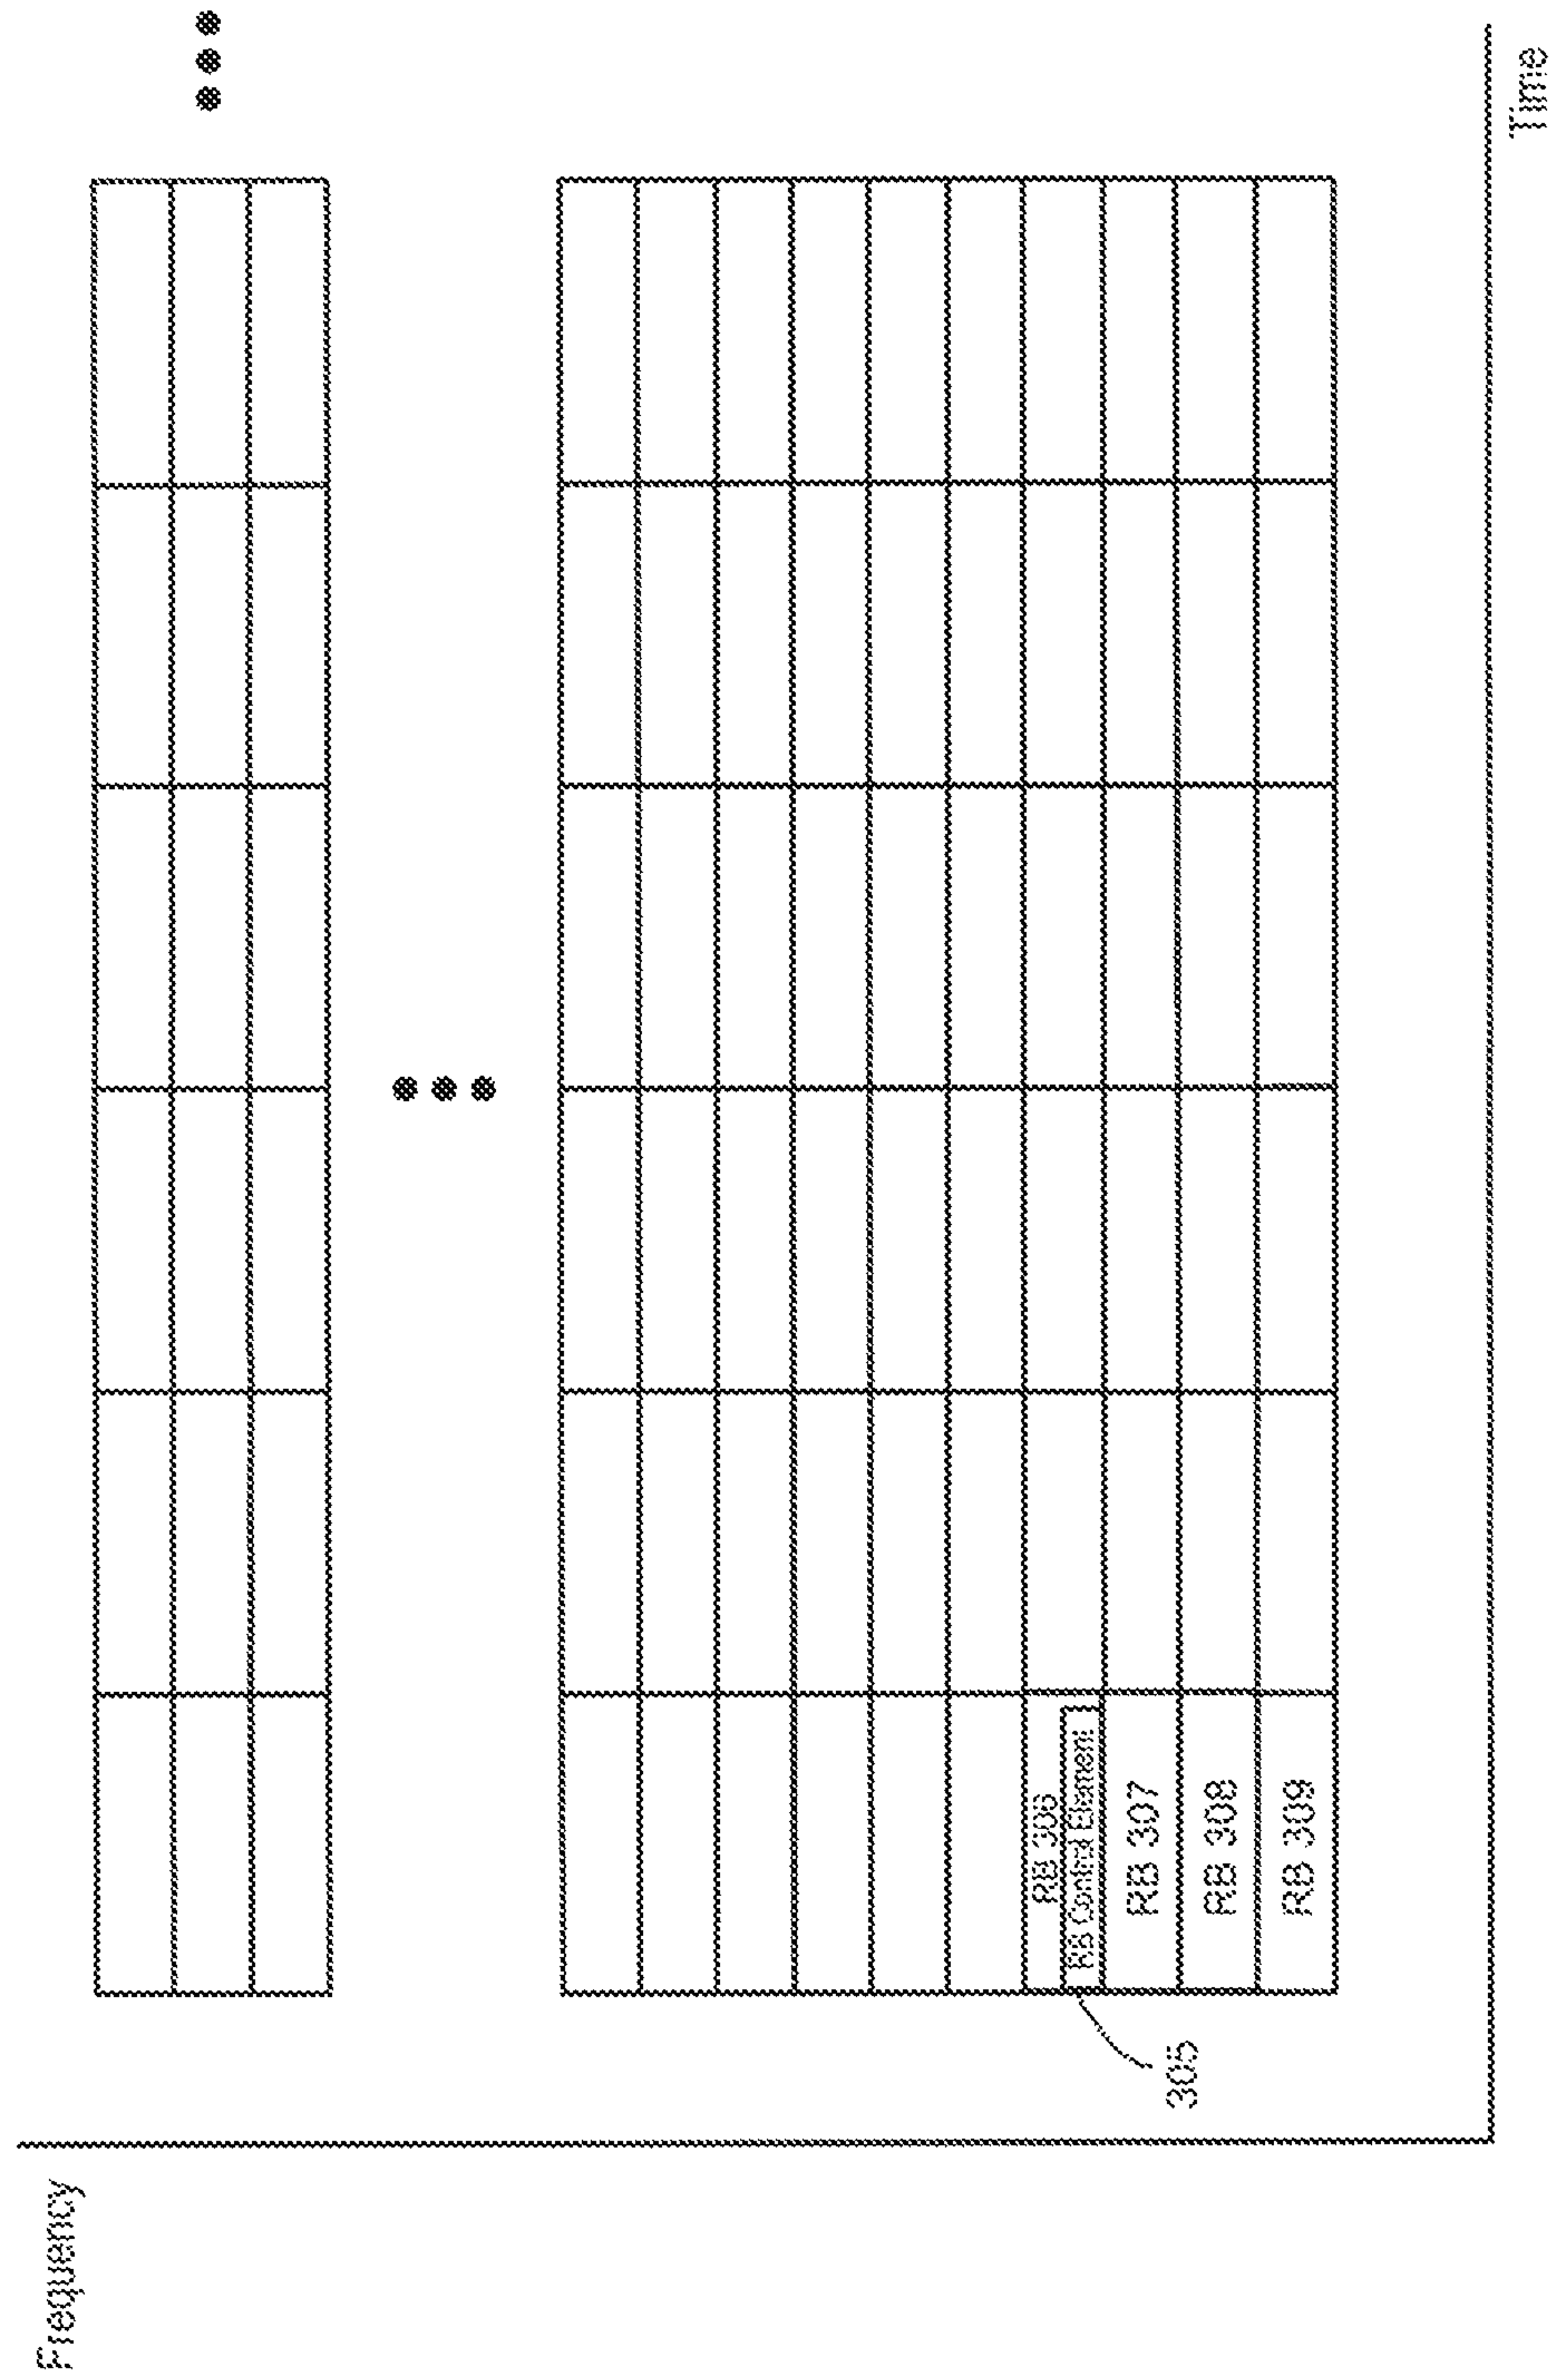 Frequency
RB 306
RB Control Element
RB 307
RB 308
RB 309
305
Time